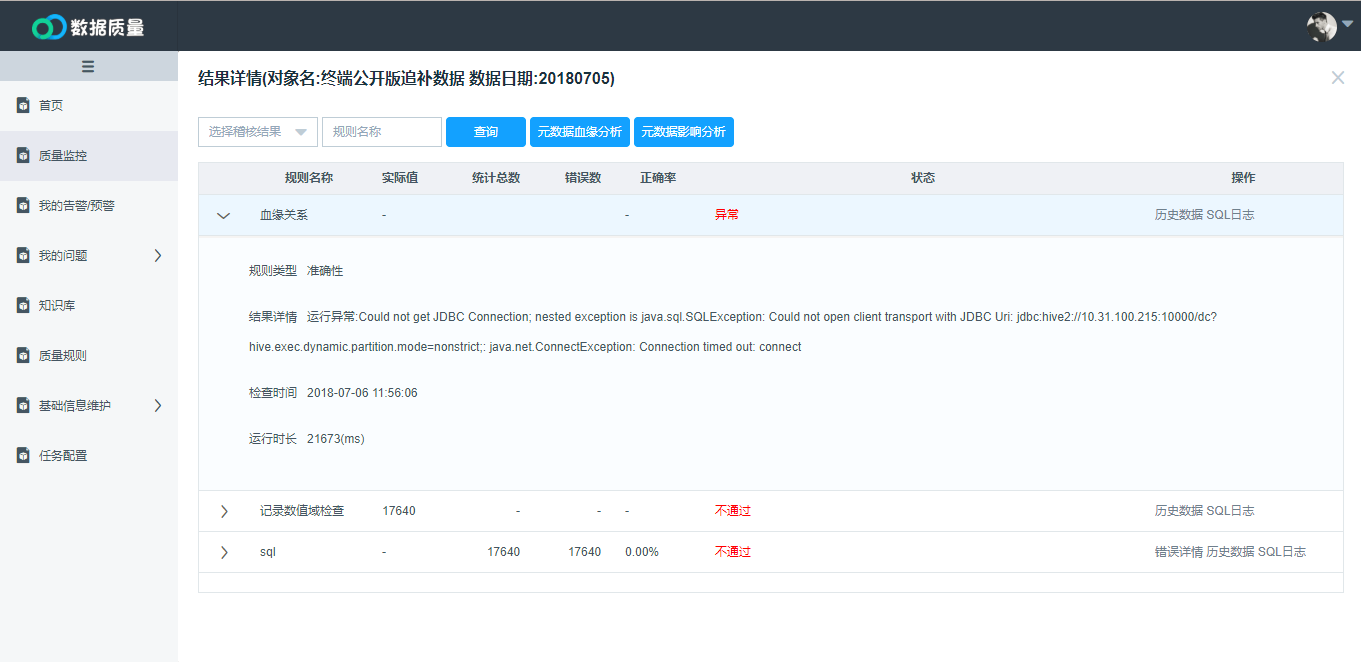 数据质量
首页
质量监控
我的告警/预警
我的问题
知识库
质量规则
基础信息维护
任务配置
结果详情(对象名:终端公开版追补数据 数据日期:20180705)
选择稽核结果 规则名称 查询 元数据血缘分析 元数据影响分析
规则名称 实际值 统计总数 错误数 正确率 状态 操作
血缘关系 - - 异常 历史数据 SQL日志
规则类型 准确性
结果详情 运行异常:Could not get JDBC Connection; nested exception is java.sql.SQLException: Could not open client transport with JDBC Uri: jdbc:hive2://10.31.100.215:10000/dc?
hive.exec.dynamic.partition.mode=nonstrict;: java.net.ConnectException: Connection timed out: connect
检查时间 2018-07-06 11:56:06
运行时长 21673(ms)
记录数值域检查 17640 - - - 不通过 历史数据 SQL日志
sql - 17640 17640 0.00% 不通过 错误详情 历史数据 SQL日志